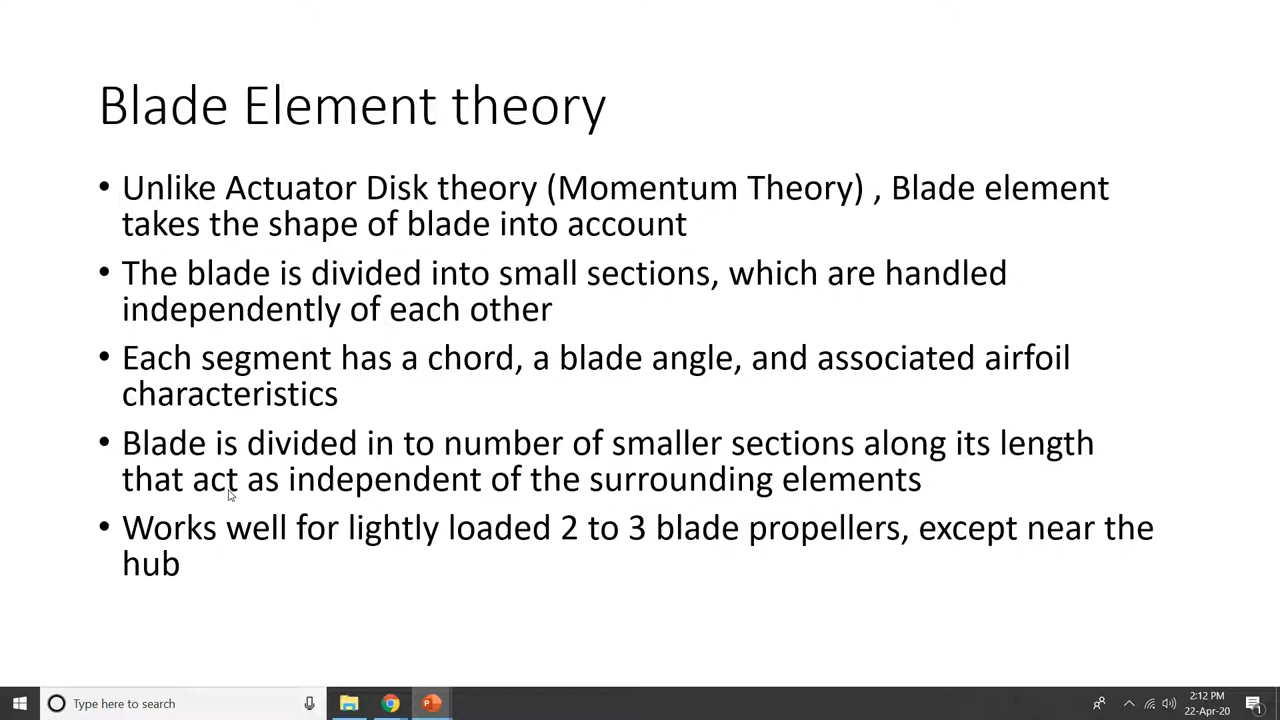 Blade Element theory
• Unlike Actuator Disk theory (Momentum Theory) , Blade element
takes the shape of blade into account
• The blade is divided into small sections, which are handled
independently of each other
• Each segment has a chord, a blade angle, and associated airfoil
characteristics
• Blade is divided in to number of smaller sections along its length
that act as independent of the surrounding elements
• Works well for lightly loaded 2 to 3 blade propellers, except near the
hub
Type here to search
2:12 PM
22-Apr-20
1